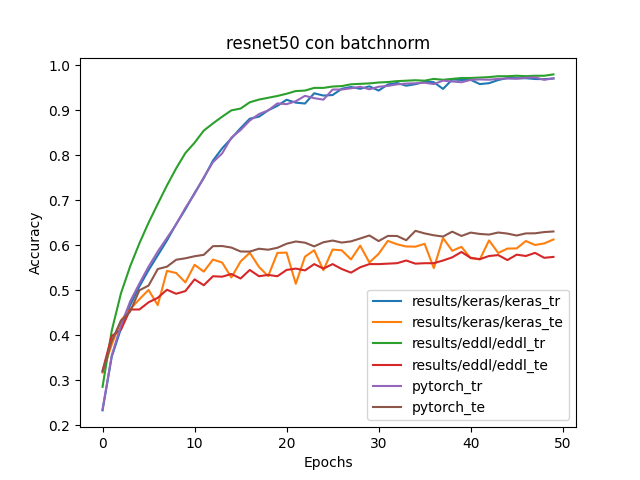 resnet50 con batchnorm
Accuracy
1.0
0.9
0.8
0.7
0.6
0.5
0.4
0.3
0.2
results/keras/keras_tr
results/keras/keras_te
results/eddl/eddl_tr
results/eddl/eddl_te
pytorch_tr
pytorch_te
0 10 20 30 40 50
Epochs